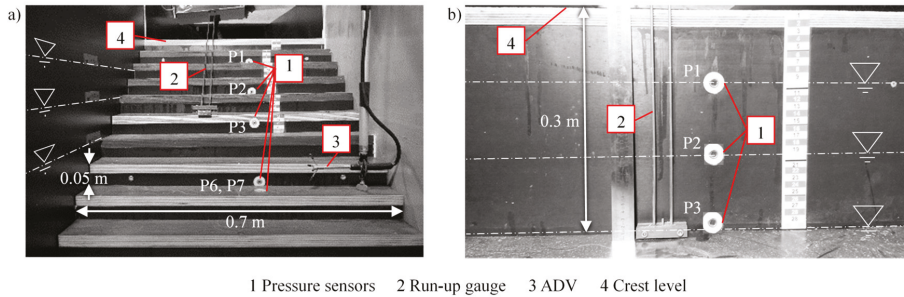 a)
4
P1
1
2
P2
P3
3
0.05 m
P6, P7
0.7 m
b)
4
P1
0.3 m
2
1
P2
P3
1 Pressure sensors 2 Run-up gauge 3 ADV 4 Crest level